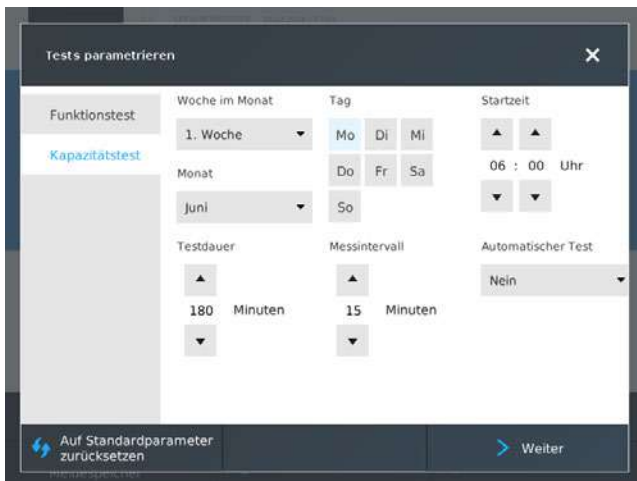 Tests parametrieren
Funktionstest
Kapazitätstest
Woche im Monat
1. Woche
Monat
Juni
Tag
Mo Di Mi
Do Fr Sa
So
Startzeit
06 : 00 Uhr
Testdauer
180 Minuten
Messintervall
15 Minuten
Automatischer Test
Nein
Auf Standardparameter
zurücksetzen
Weiter
Meldespeicher